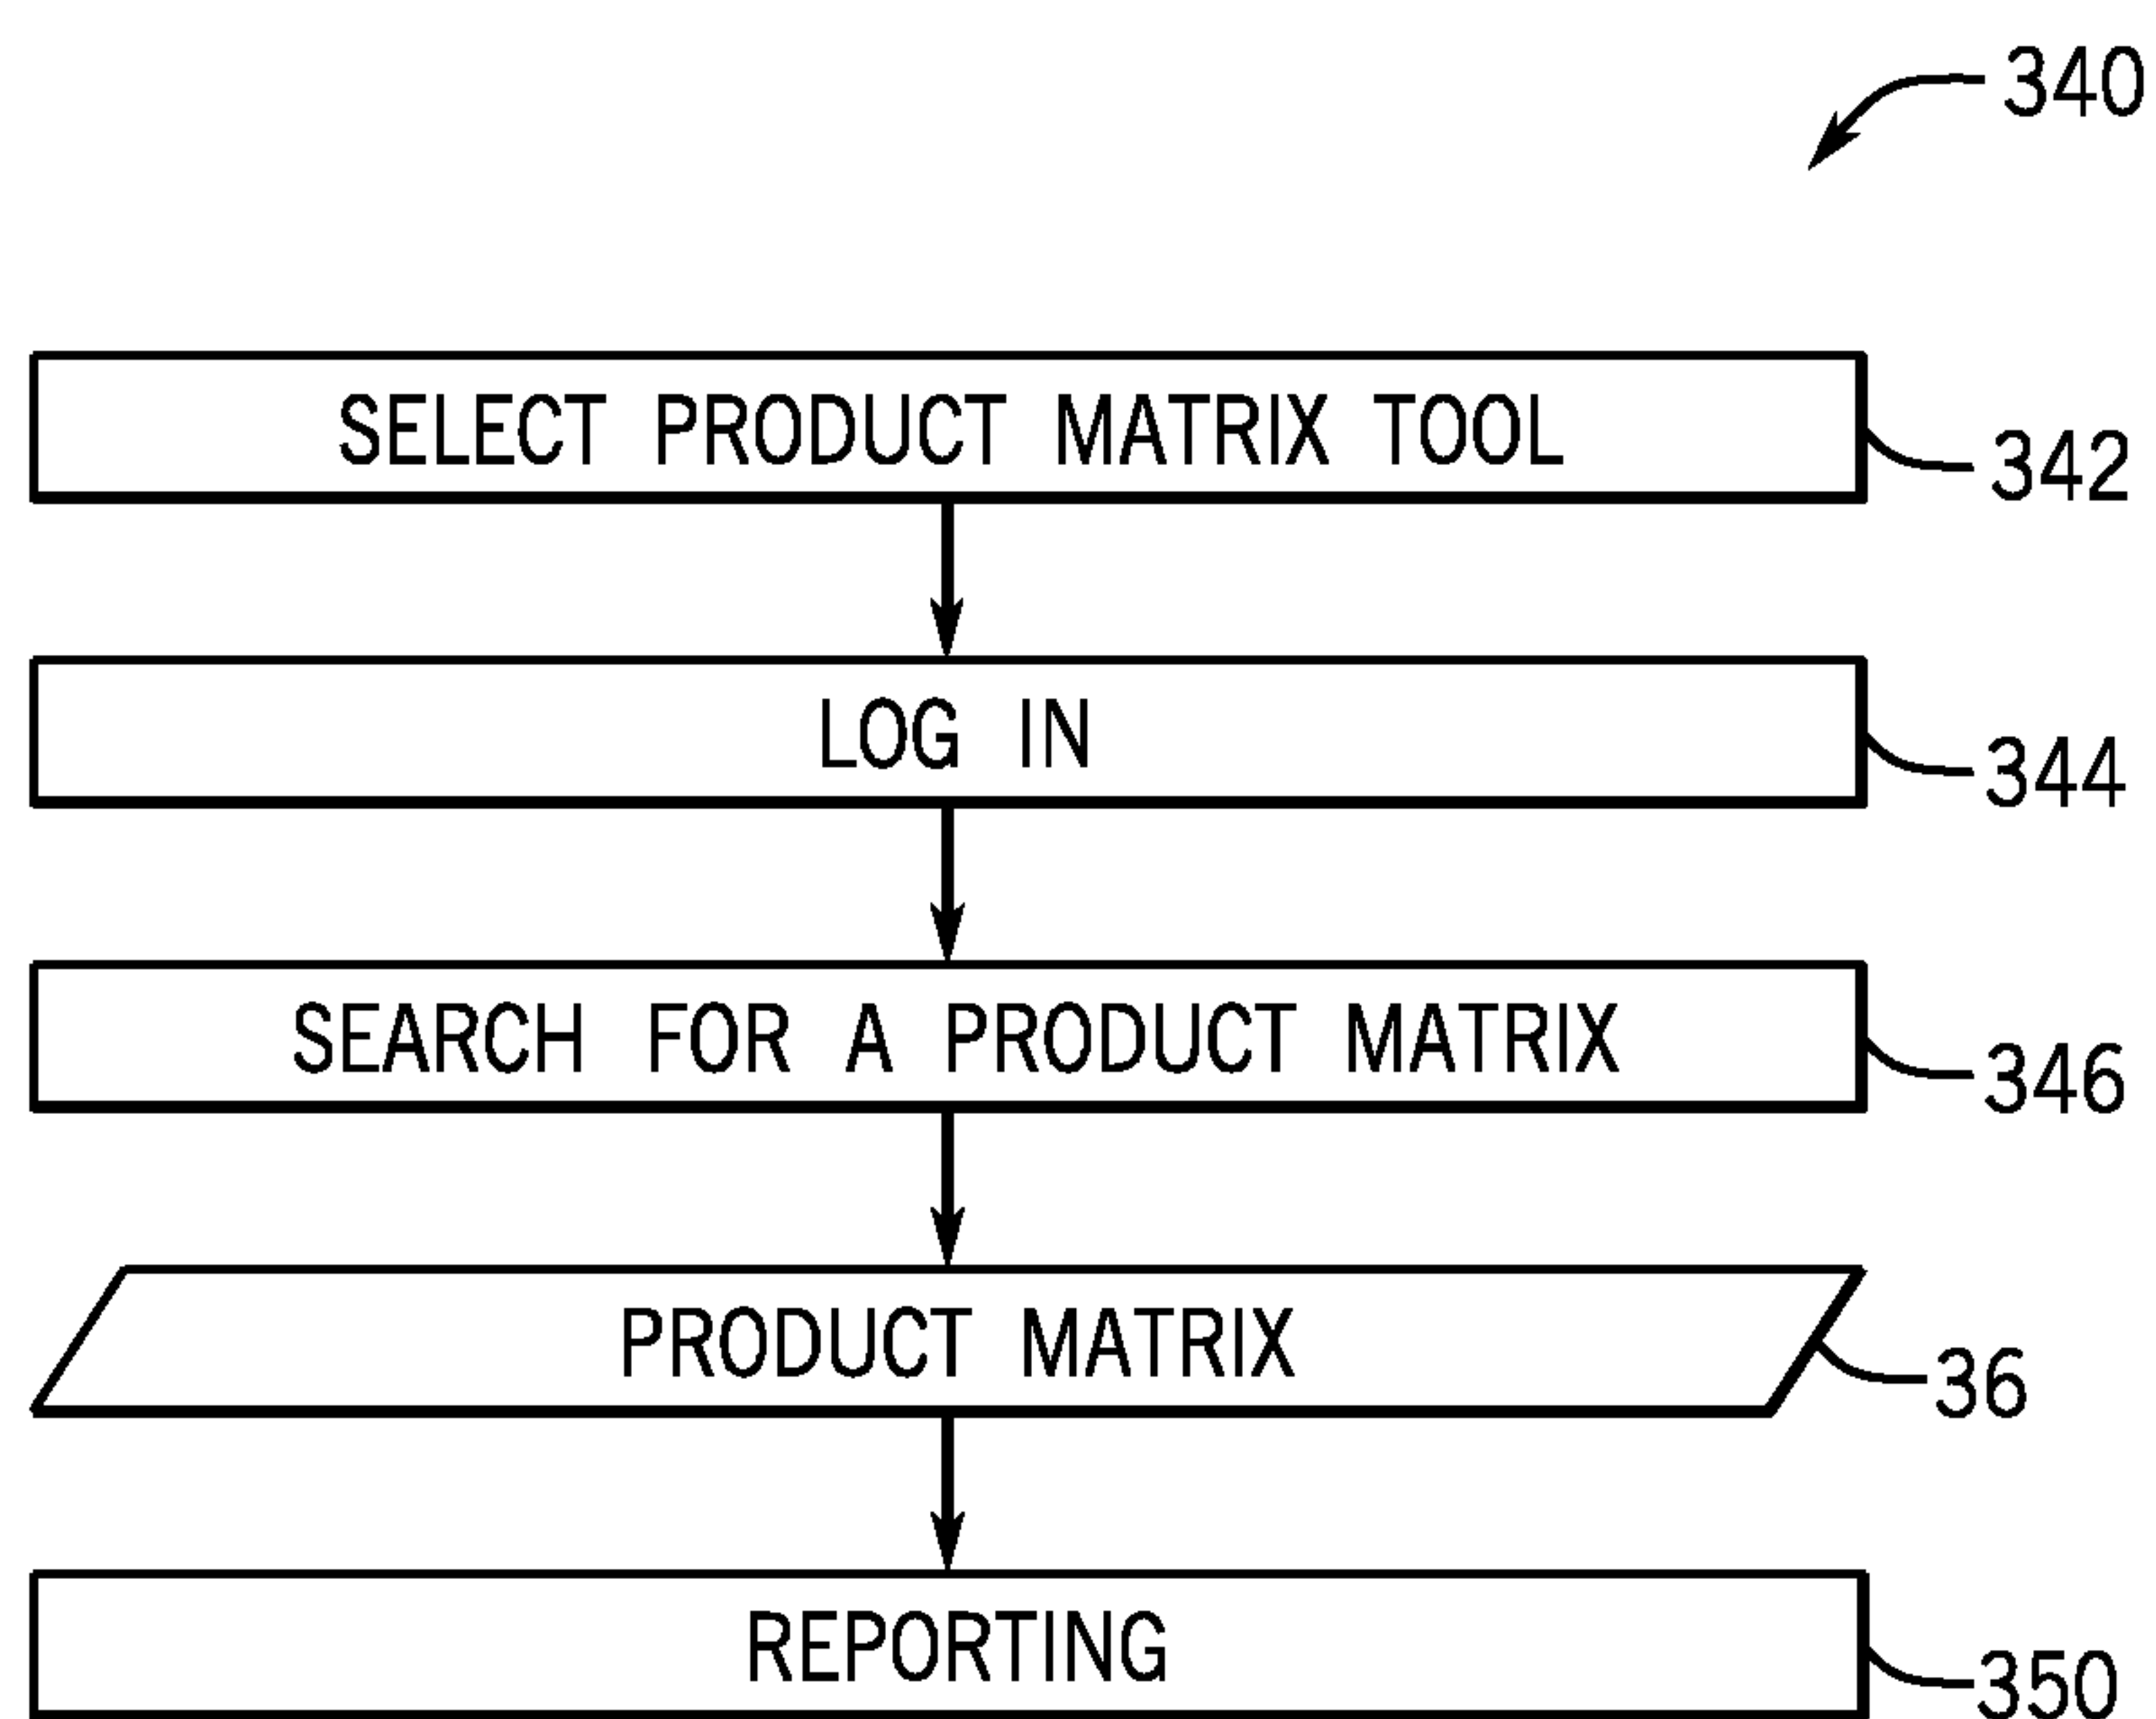 340
SELECT PRODUCT MATRIX TOOL
342
LOG IN
344
SEARCH FOR A PRODUCT MATRIX
346
PRODUCT MATRIX
36
REPORTING
350